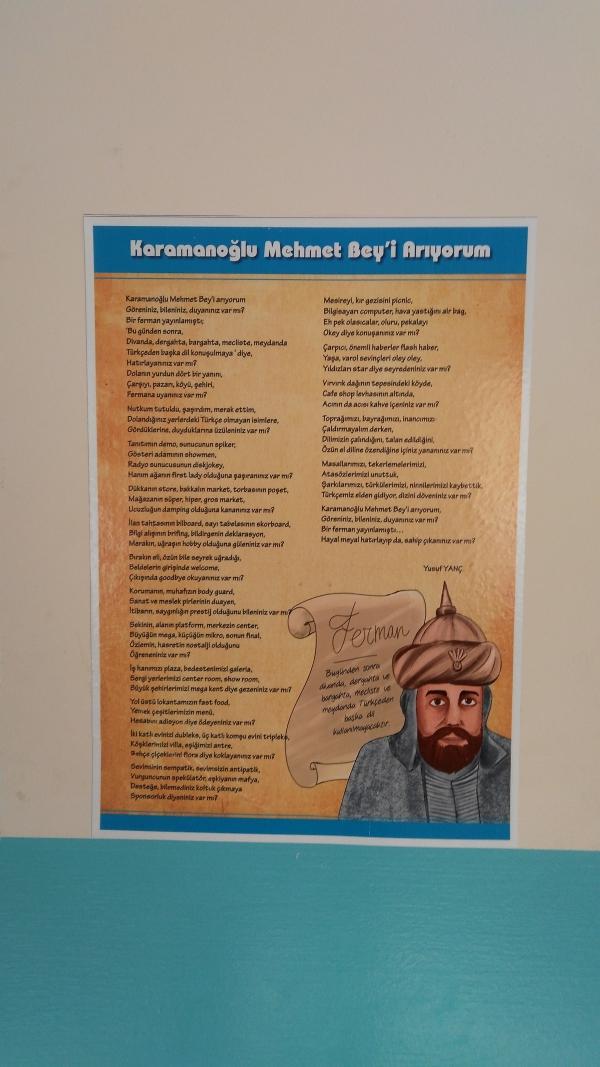 Karamanoğlu Mehmet Bey'i Arıyorum
Karamanoğlu Mehmet Bey'i arıyorum
Göreniniz, bileniniz, duyanınız var mı?
Bir ferman yayınlamıştı;
'Bu günden sonra,
Divanda, dergahta, bargahta, mecliste, meydanda
Türkçeden başka dil konuşulmaya ' diye,
Hatırlayanınız var mı?
Dolanın yurdun dört bir yanını,
Çarşıyı, pazarı, köyü, şehiri,
Fermana uyanınız var mı?
Nutkum tutuldu, şaşırdım, merak ettim,
Dolandığınız yerlerdeki Türkçe olmayan isimlere,
Gördüklerine, duyduklarına üzüleniniz var mı?
Tanıtımın demo, sunucunun spiker,
Gösteri adamının showmen,
Radyo sunucusunun diskjokey,
Hanım ağanın first lady olduğuna şaşıranınız var mı?
Dükkanın store, bakkalın market, torbasının poşet,
Mağazanın süper, hiper, gros market,
Ucuzluğun damping olduğuna kananınız var mı?
İlan tahtasının bilboard, sayı tabelasının skorboard,
Bilgi alışının brifing, bildirgenin deklarasyon,
Merakın, uğraşın hobby olduğuna güleniniz var mı?
Bırakın eli, özün bile seyrek uğradığı,
Beldelerin girişinde welcome,
Çıkışında goodbye okuyanınız var mı?
Korumanın, muhafızın body guard,
Sanat ve meslek pirlerinin duayen,
İtibarın, saygınlığın prestij olduğunu bileniniz var mı?
Sekinin, alanın platform, merkezin center,
Büyüğün mega, küçüğün mikro, sonun final,
Özlemin, hasretin nostalji olduğunu
Öğreneniniz var mı?
İş hanımızı plaza, bedestenimizi galeria,
Sergi yerlerimizi center room, show room,
Büyük şehirlerimizi mega kent diye gezeniniz var mı?
Yol üstü lokantamızın fast food,
Yemek çeşitlerimizin menü,
Hesabını adisyon diye ödeyeniniz var mı?
İki katlı evinizi dubleks, üç katlı komşu evini tripleks,
Köşklerimizi villa, eşiğimizi antre,
Bahçe çiçeklerini flora diye koklayanınız var mı?
Sevimlinin sempatik, sevimsizin antipatik,
Vurguncunun spekülatör, eşkiyanın mafya,
Desteğe, bilemediniz koltuk çıkmaya
Sponsorluk diyeniniz var mı?
Mesireyi, kır gezisini picnic,
Bilgisayarı computer, hava yastığını air bag,
Eh pek olasıcalar, oluru, pekalayı
Okey diye konuşanınız var mı?
Çarpıcı, önemli haberler flash haber,
Yaşa, varol sevinçleri oley oley,
Yıldızları star diye seyredeniniz var mı?
Vırvırık dağının tepesindeki köyde,
Cafe shop levhasının altında,
Acının da acısı kahve içeniniz var mı?
Toprağımızı, bayrağımızı, inancımızı
Çaldırmayalım derken,
Dilimizin çalındığını, talan edildiğini,
Özün el diline özendiğine içiniz yananınız var mı?
Masallarımızı, tekerlemelerimizi,
Atasözlerimizi unuttuk,
Şarkılarımızı, türkülerimizi, ninnilerimizi kaybettik,
Türkçemiz elden gidiyor, dizini döveniniz var mı?
Karamanoğlu Mehmet Bey'i arıyorum,
Göreniniz, bileniniz, duyanınız var mı?
Bir ferman yayınlamıştı...
Hayal meyal hatırlayıp da, sahip çıkanınız var mı?
Yusuf YANÇ
Ferman
Bugünden sonra
divanda, dergahta ve
bargahta, mecliste ve
meydanda Türkçeden
başka dil
kullanılmayacaktır.